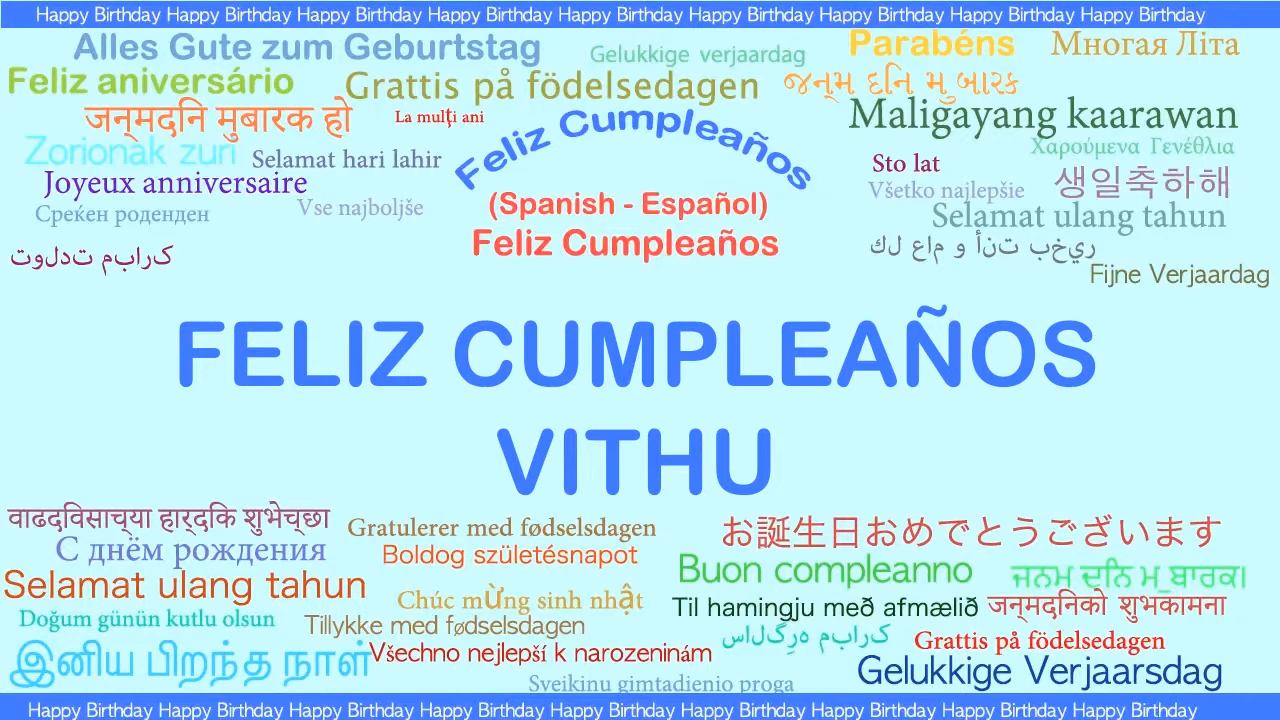 Happy Birthday Happy Birthday Happy Birthday Happy Birthday Happy Birthday Happy Birthday Happy Birthday Happy Birthday Happy Birthday
Alles Gute zum Geburtstag
Gelukkige verjaardag
Parabéns
Многая Літа
Feliz aniversário
Grattis på födelsedagen
જન્મ દિન મુબારક
जन्मदिन मुबारक हो
La mulţi ani
Feliz Cumpleaños
Maligayang kaarawan
Zorionak zuri
Selamat hari lahir
Sto lat
Χαρούμενα Γενέθλια
Joyeux anniversaire
(Spanish - Español)
Všetko najlepšie
생일축하해
Среќен роденден
Vse najboljše
Feliz Cumpleaños
Selamat ulang tahun
تولدت مبارک
كل عام و أنت بخير
Fijne Verjaardag
FELIZ CUMPLEAÑOS
VITHU
वाढदिवसाच्या हार्दिक शुभेच्छा
Gratulerer med fødselsdagen
お誕生日おめでとうございます
С днём рождения
Boldog születésnapot
Buon compleanno
ਜਨਮ ਦਿਨ ਮੁਬਾਰਕ।
Selamat ulang tahun
Chúc mừng sinh nhật
Til hamingju með afmælið
जन्मदिनको शुभकामना
Doğum günün kutlu olsun
Tillykke med fødselsdagen
سالگرہ مبارک
Grattis på födelsedagen
இனிய பிறந்த நாள்
Všechno nejlepší k narozeninám
Gelukkige Verjaarsdag
Sveikinu gimtadienio proga
Happy Birthday Happy Birthday Happy Birthday Happy Birthday Happy Birthday Happy Birthday Happy Birthday Happy Birthday Happy Birthday